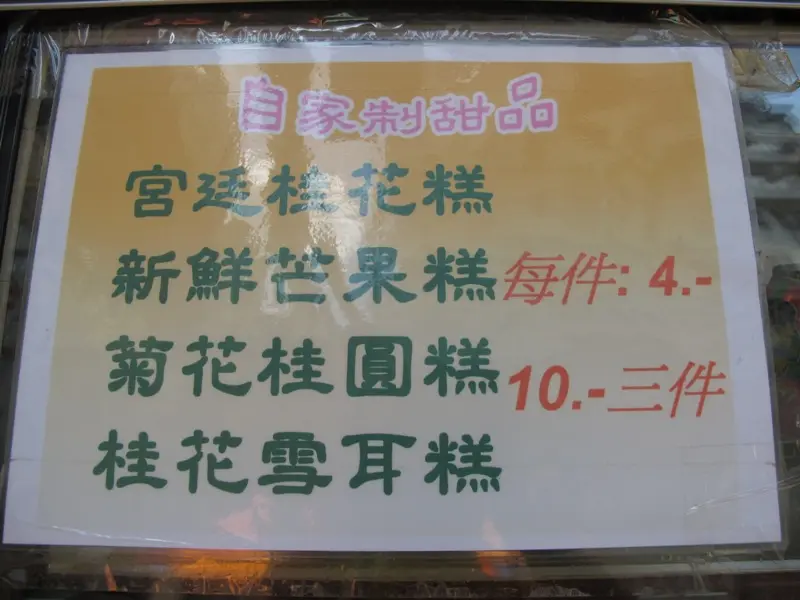 自家制甜品
宮廷桂花糕
新鮮芒果糕 每件: 4.-
菊花桂圓糕 10.-三件
桂花雪耳糕